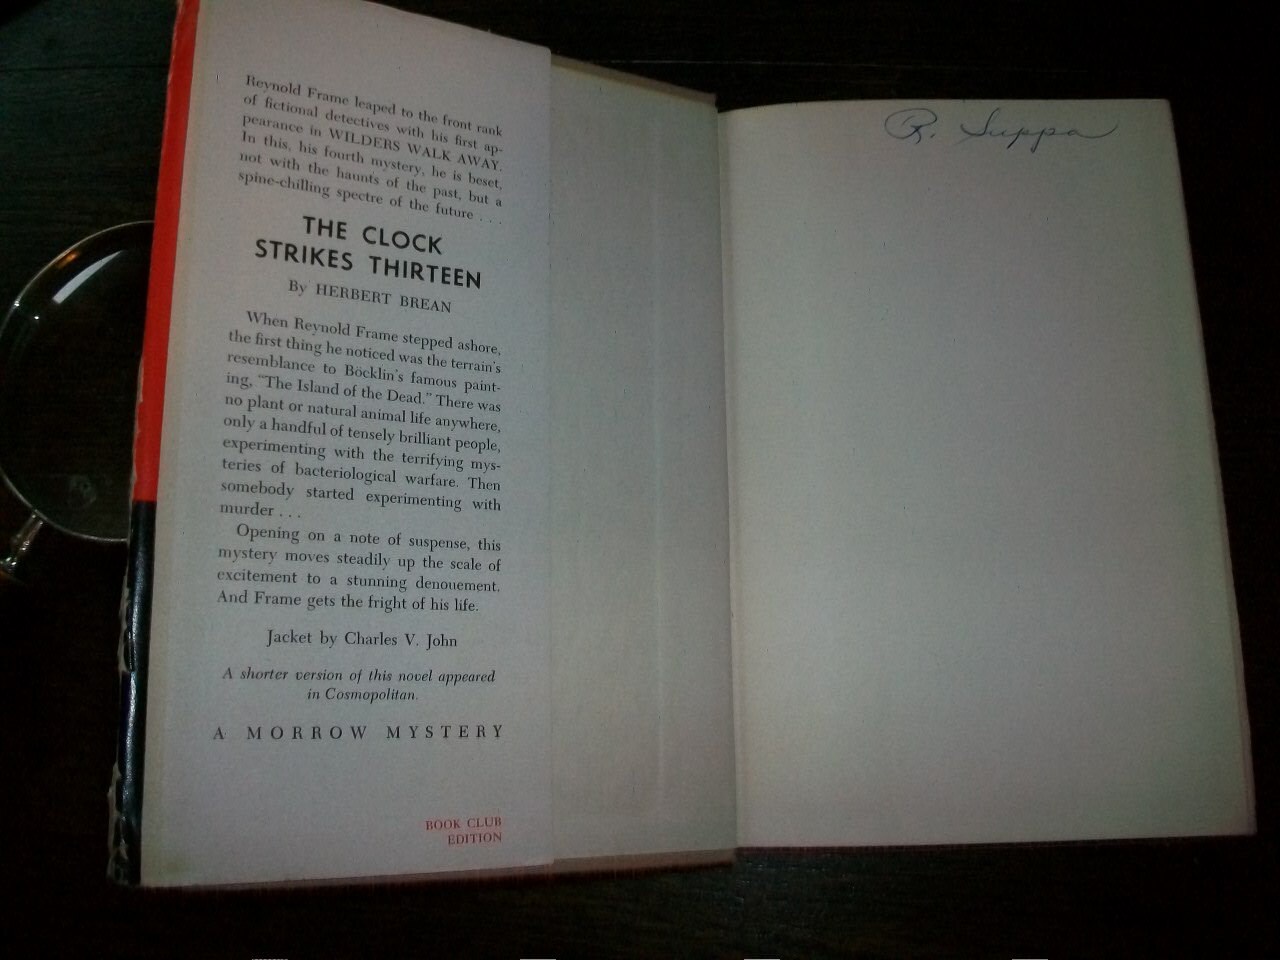 Reynold Frame leaped to the front rank
of fictional detectives with his first ap-
pearance in WILDERS WALK AWAY.
In this, his fourth mystery, he is beset,
not with the haunts of the past, but a
spine-chilling spectre of the future . . .
THE CLOCK
STRIKES THIRTEEN
By HERBERT BREAN
When Reynold Frame stepped ashore,
the first thing he noticed was the terrain's
resemblance to Böcklin's famous paint-
ing, "The Island of the Dead." There was
no plant or natural animal life anywhere,
only a handful of tensely brilliant people,
experimenting with the terrifying mys-
teries of bacteriological warfare. Then
somebody started experimenting with
murder . . .
Opening on a note of suspense, this
mystery moves steadily up the scale of
excitement to a stunning denouement.
And Frame gets the fright of his life.
Jacket by Charles V. John
A shorter version of this novel appeared
in Cosmopolitan.
A MORROW MYSTERY
BOOK CLUB
EDITION
R. Suppa